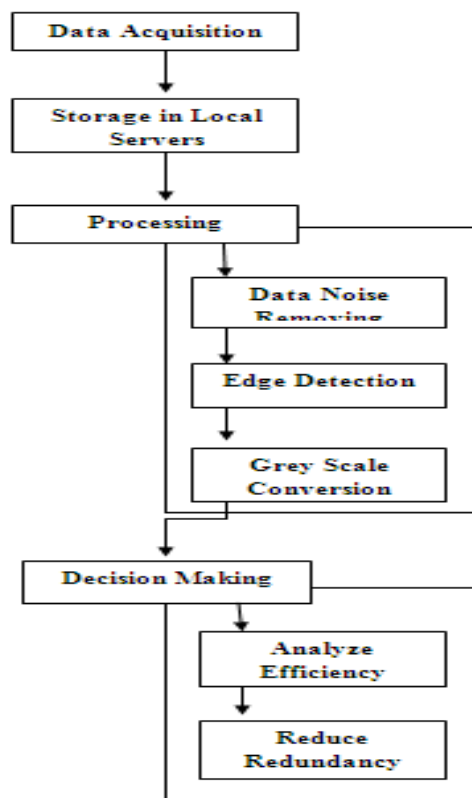 Data Acquisition
Storage in Local
Servers
Processing
Data Noise
Removing
Edge Detection
Grey Scale
Conversion
Decision Making
Analyze
Efficiency
Reduce
Redundancy